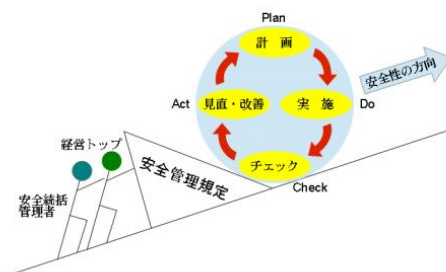 Plan
計 画
安全性の方向
Act
見直・改善
実 施
Do
経営トップ
安全管理規定
チェック
Check
安全統括
管理者